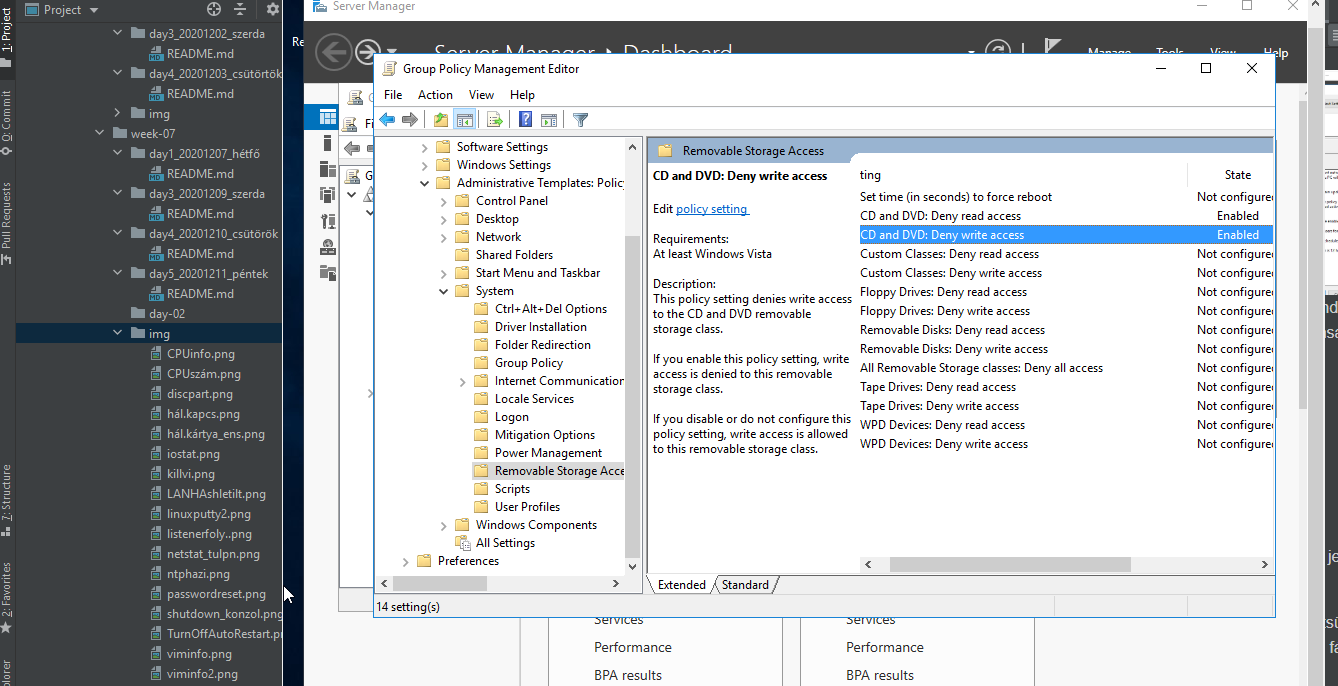 Project
day3_20201202_szerda
README.md
day4_20201203_csütörtök
README.md
img
week-07
day1_20201207_hétfő
README.md
day3_20201209_szerda
README.md
day4_20201210_csütörök
README.md
day5_20201211_péntek
README.md
day-02
img
CPUinfo.png
CPUszám.png
discpart.png
hál.kapcs.png
hál.kártya_ens.png
iostat.png
killvi.png
LANHAshletilt.png
linuxputty2.png
listenerfoly..png
netstat_tulpn.png
ntphazi.png
passwordreset.png
shutdown_konzol.png
TurnOffAutoRestart.pn
viminfo.png
viminfo2.png
1: Project
0: Commit
Pull Requests
7: Structure
2: Favorites
plorer
Re
Server Manager
Server Manager
Dashboard
Manage
Tools
View
Help
Fi
G
Group Policy Management Editor
File Action View Help
Software Settings
Windows Settings
Administrative Templates: Policy
Control Panel
Desktop
Network
Shared Folders
Start Menu and Taskbar
System
Ctrl+Alt+Del Options
Driver Installation
Folder Redirection
Group Policy
Internet Communication
Locale Services
Logon
Mitigation Options
Power Management
Removable Storage Acce
Scripts
User Profiles
Windows Components
All Settings
Preferences
Removable Storage Access
CD and DVD: Deny write access
Edit policy setting
Requirements:
At least Windows Vista
Description:
This policy setting denies write access
to the CD and DVD removable
storage class.
If you enable this policy setting, write
access is denied to this removable
storage class.
If you disable or do not configure this
policy setting, write access is allowed
to this removable storage class.
ting State
Set time (in seconds) to force reboot Not configured
CD and DVD: Deny read access Enabled
CD and DVD: Deny write access Enabled
Custom Classes: Deny read access Not configured
Custom Classes: Deny write access Not configured
Floppy Drives: Deny read access Not configured
Floppy Drives: Deny write access Not configured
Removable Disks: Deny read access Not configured
Removable Disks: Deny write access Not configured
All Removable Storage classes: Deny all access Not configured
Tape Drives: Deny read access Not configured
Tape Drives: Deny write access Not configured
WPD Devices: Deny read access Not configured
WPD Devices: Deny write access Not configured
Extended Standard
14 setting(s)
Services Services
Performance Performance
BPA results BPA results